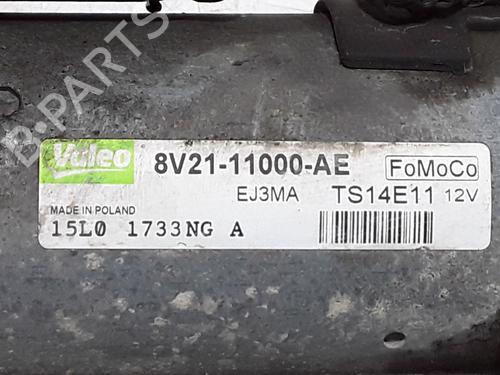 B-PARTS
Valeo
8V21-11000-AE
FoMoCo
EJ3MA TS14E11 12V
MADE IN POLAND
15L0 1733NG A